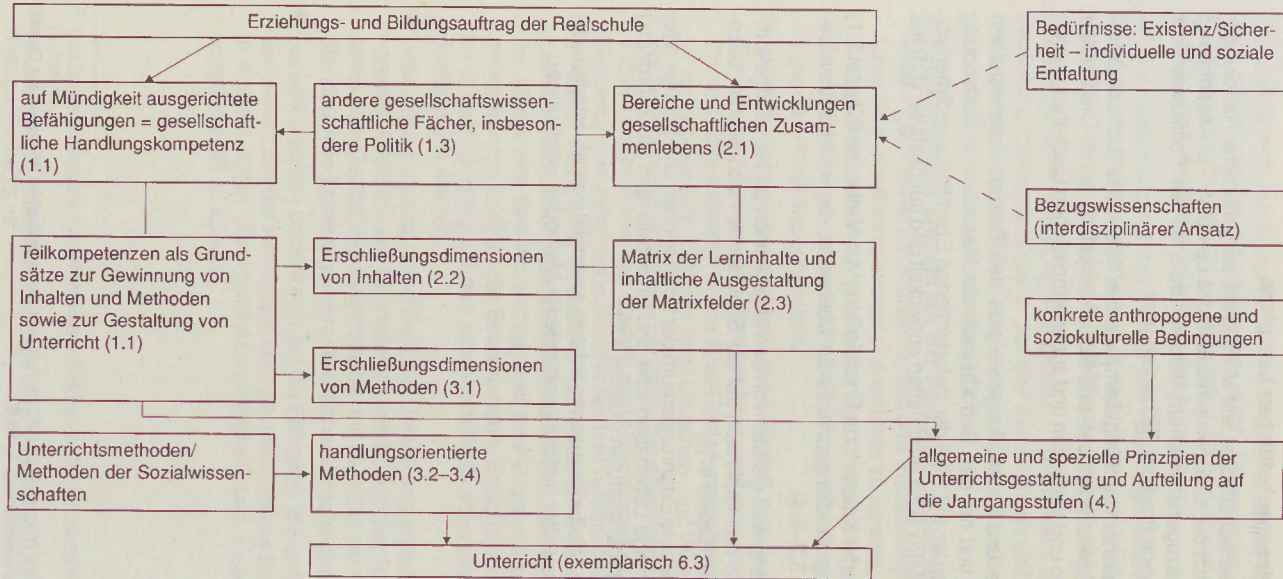 Erziehungs- und Bildungsauftrag der Realschule
Bedürfnisse: Existenz/Sicher-
heit – individuelle und soziale
Entfaltung
auf Mündigkeit ausgerichtete
Befähigungen = gesellschaft-
liche Handlungskompetenz
(1.1)
andere gesellschaftswissen-
schaftliche Fächer, insbeson-
dere Politik (1.3)
Bereiche und Entwicklungen
gesellschaftlichen Zusam-
menlebens (2.1)
Bezugswissenschaften
(interdisziplinärer Ansatz)
Teilkompetenzen als Grund-
sätze zur Gewinnung von
Inhalten und Methoden
sowie zur Gestaltung von
Unterricht (1.1)
Erschließungsdimensionen
von Inhalten (2.2)
Matrix der Lerninhalte und
inhaltliche Ausgestaltung
der Matrixfelder (2.3)
konkrete anthropogene und
soziokulturelle Bedingungen
Erschließungsdimensionen
von Methoden (3.1)
Unterrichtsmethoden/
Methoden der Sozialwissen-
schaften
handlungsorientierte
Methoden (3.2–3.4)
allgemeine und spezielle Prinzipien der
Unterrichtsgestaltung und Aufteilung auf
die Jahrgangsstufen (4.)
Unterricht (exemplarisch 6.3)